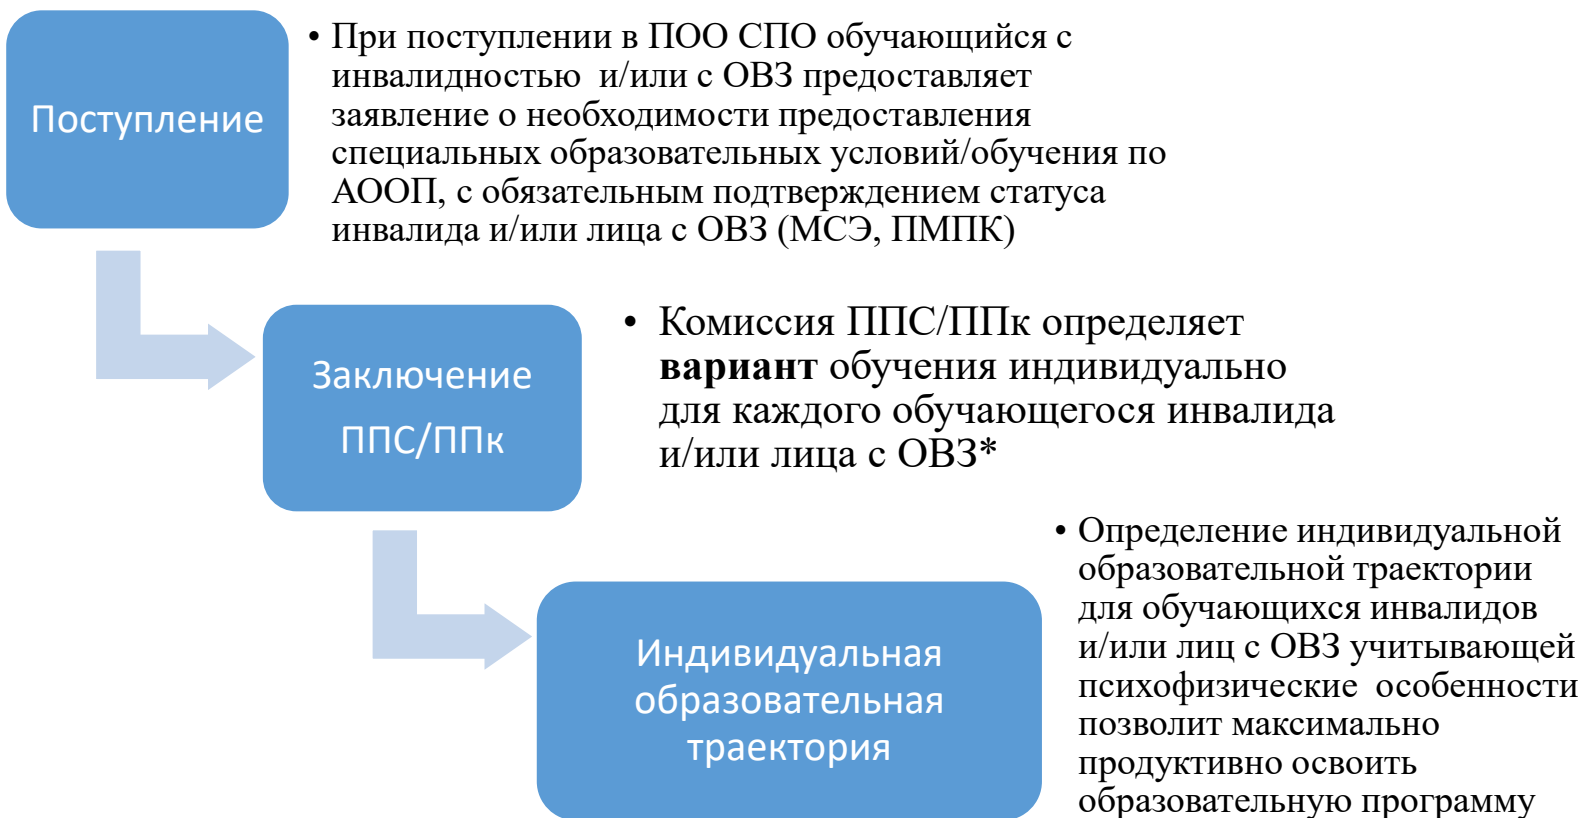 Поступление
• При поступлении в ПОО СПО обучающийся с
инвалидностью  и/или с ОВЗ предоставляет
заявление о необходимости предоставления
специальных образовательных условий/обучения по
АООП, с обязательным подтверждением статуса
инвалида и/или лица с ОВЗ (МСЭ, ПМПК)
Заключение
ППС/ППк
• Комиссия ППС/ППк определяет
вариант обучения индивидуально
для каждого обучающегося инвалида
и/или лица с ОВЗ*
Индивидуальная
образовательная
траектория
• Определение индивидуальной
образовательной траектории
для обучающихся инвалидов
и/или лиц с ОВЗ учитывающей
психофизические  особенности
позволит максимально
продуктивно освоить
образовательную программу